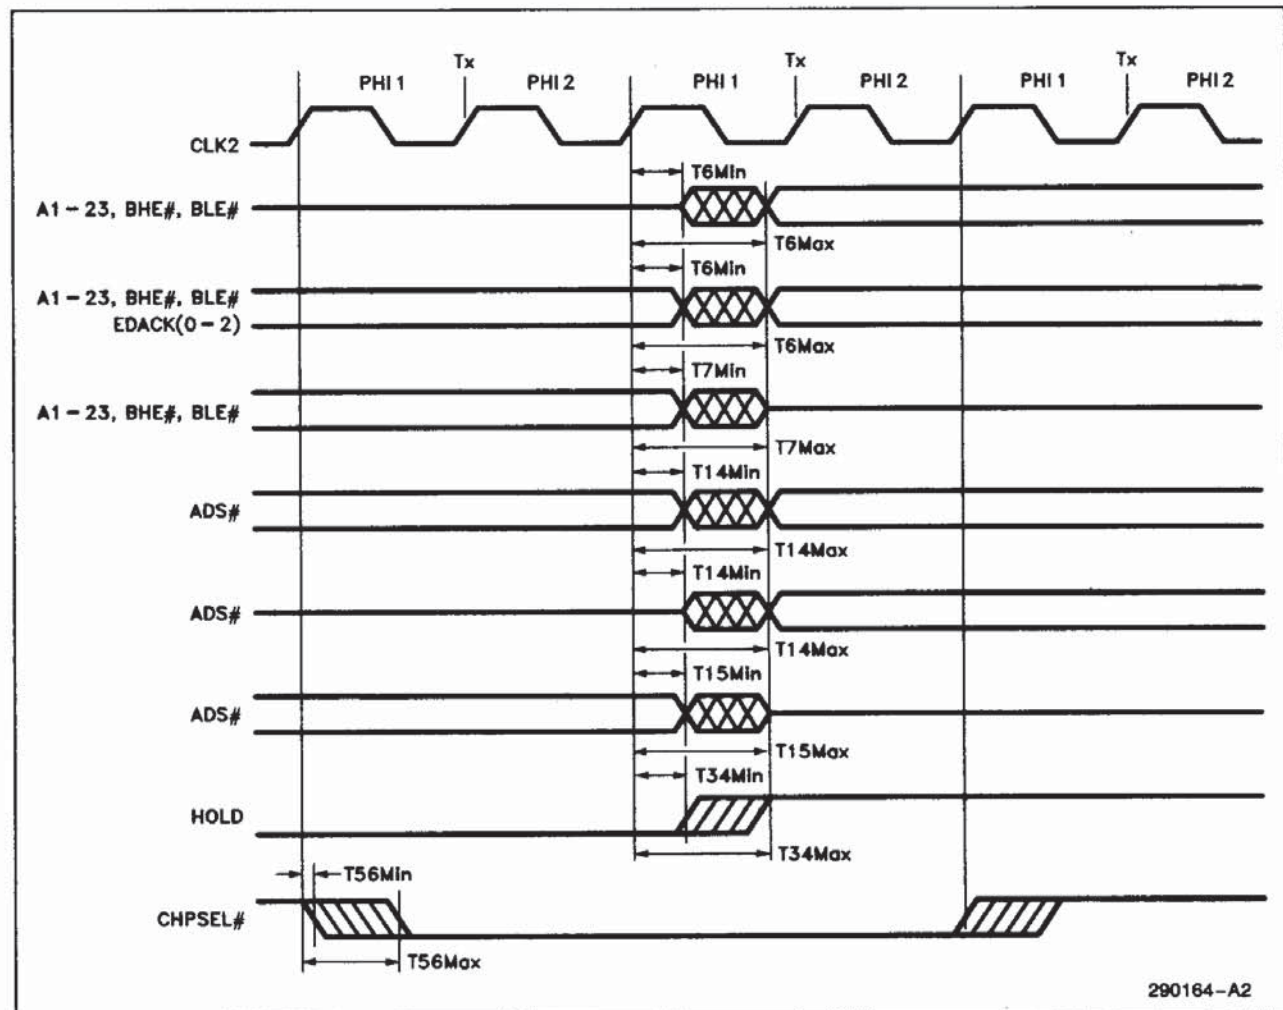 Tx Tx Tx
PHI 1 PHI 2 PHI 1 PHI 2 PHI 1 PHI 2
CLK2
T6Min
A1-23, BHE#, BLE#
T6Max
T6Min
A1-23, BHE#, BLE#
EDACK(0-2)
T6Max
T7Min
A1-23, BHE#, BLE#
T7Max
T14Min
ADS#
T14Max
T14Min
ADS#
T14Max
T15Min
ADS#
T15Max
T34Min
HOLD
T34Max
T56Min
CHPSEL#
T56Max
290164-A2